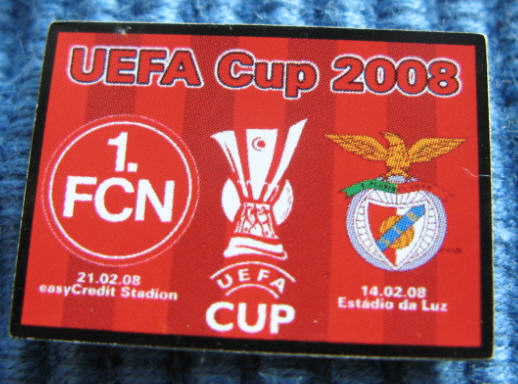 UEFA Cup 2008
1.
FCN
21.02.08
easyCredit Stadion
UEFA
CUP
14.02.08
Estádio da Luz